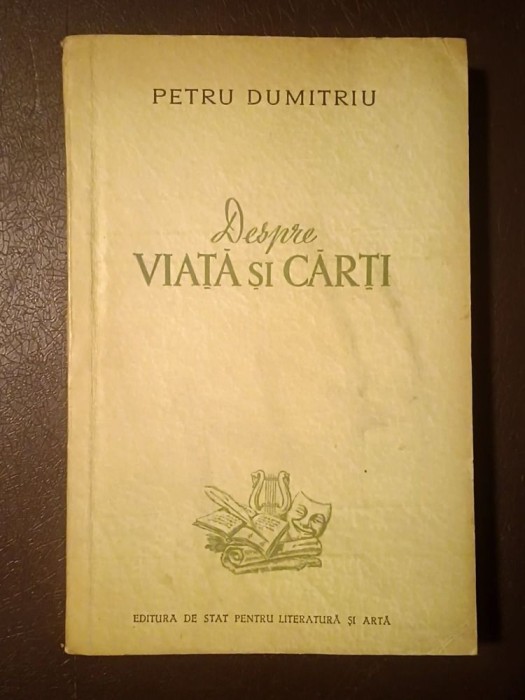 PETRU DUMITRIU
Despre
VIAȚĂ ȘI CĂRȚI
EDITURA DE STAT PENTRU LITERATURĂ ȘI ARTĂ